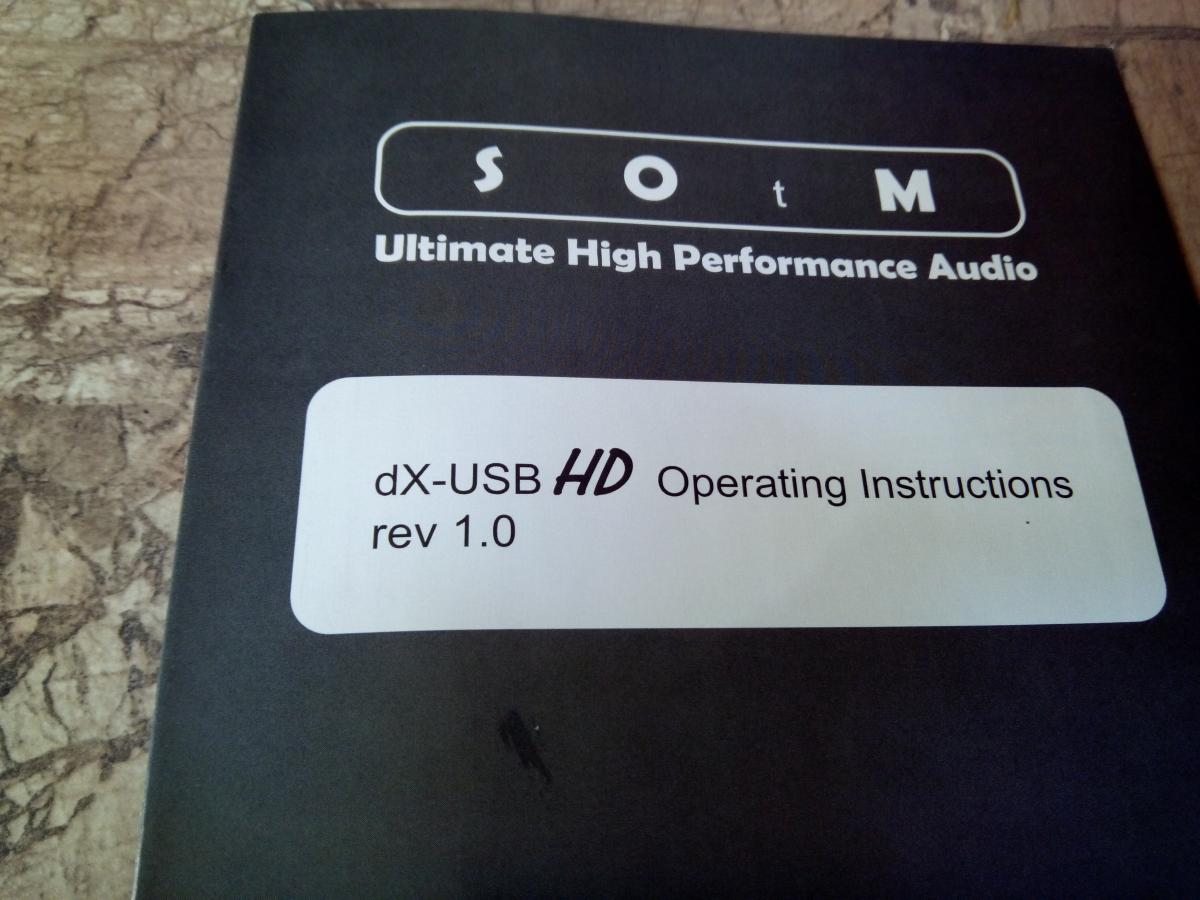 S O t M
Ultimate High Performance Audio
dX-USB HD Operating Instructions
rev 1.0